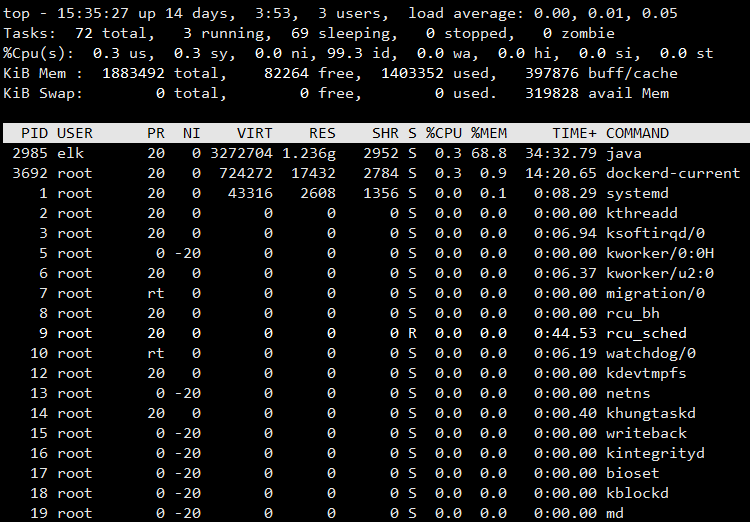 top - 15:35:27 up 14 days,  3:53,  3 users,  load average: 0.00, 0.01, 0.05
Tasks:  72 total,   3 running,  69 sleeping,   0 stopped,   0 zombie
%Cpu(s):  0.3 us,  0.3 sy,  0.0 ni, 99.3 id,  0.0 wa,  0.0 hi,  0.0 si,  0.0 st
KiB Mem :  1883492 total,    82264 free,  1403352 used,   397876 buff/cache
KiB Swap:        0 total,        0 free,        0 used.   319828 avail Mem
  PID USER      PR  NI    VIRT    RES    SHR S %CPU %MEM     TIME+ COMMAND
 2985 elk       20   0 3272704 1.236g   2952 S  0.3 68.8  34:32.79 java
 3692 root      20   0  724272  17432   2784 S  0.3  0.9  14:20.65 dockerd-current
    1 root      20   0   43316   2608   1356 S  0.0  0.1   0:08.29 systemd
    2 root      20   0       0      0      0 S  0.0  0.0   0:00.00 kthreadd
    3 root      20   0       0      0      0 S  0.0  0.0   0:06.94 ksoftirqd/0
    5 root       0 -20       0      0      0 S  0.0  0.0   0:00.00 kworker/0:0H
    6 root      20   0       0      0      0 S  0.0  0.0   0:06.37 kworker/u2:0
    7 root      rt   0       0      0      0 S  0.0  0.0   0:00.00 migration/0
    8 root      20   0       0      0      0 S  0.0  0.0   0:00.00 rcu_bh
    9 root      20   0       0      0      0 R  0.0  0.0   0:44.53 rcu_sched
   10 root      rt   0       0      0      0 S  0.0  0.0   0:06.19 watchdog/0
   12 root      20   0       0      0      0 S  0.0  0.0   0:00.00 kdevtmpfs
   13 root       0 -20       0      0      0 S  0.0  0.0   0:00.00 netns
   14 root      20   0       0      0      0 S  0.0  0.0   0:00.40 khungtaskd
   15 root       0 -20       0      0      0 S  0.0  0.0   0:00.00 writeback
   16 root       0 -20       0      0      0 S  0.0  0.0   0:00.00 kintegrityd
   17 root       0 -20       0      0      0 S  0.0  0.0   0:00.00 bioset
   18 root       0 -20       0      0      0 S  0.0  0.0   0:00.00 kblockd
   19 root       0 -20       0      0      0 S  0.0  0.0   0:00.00 md